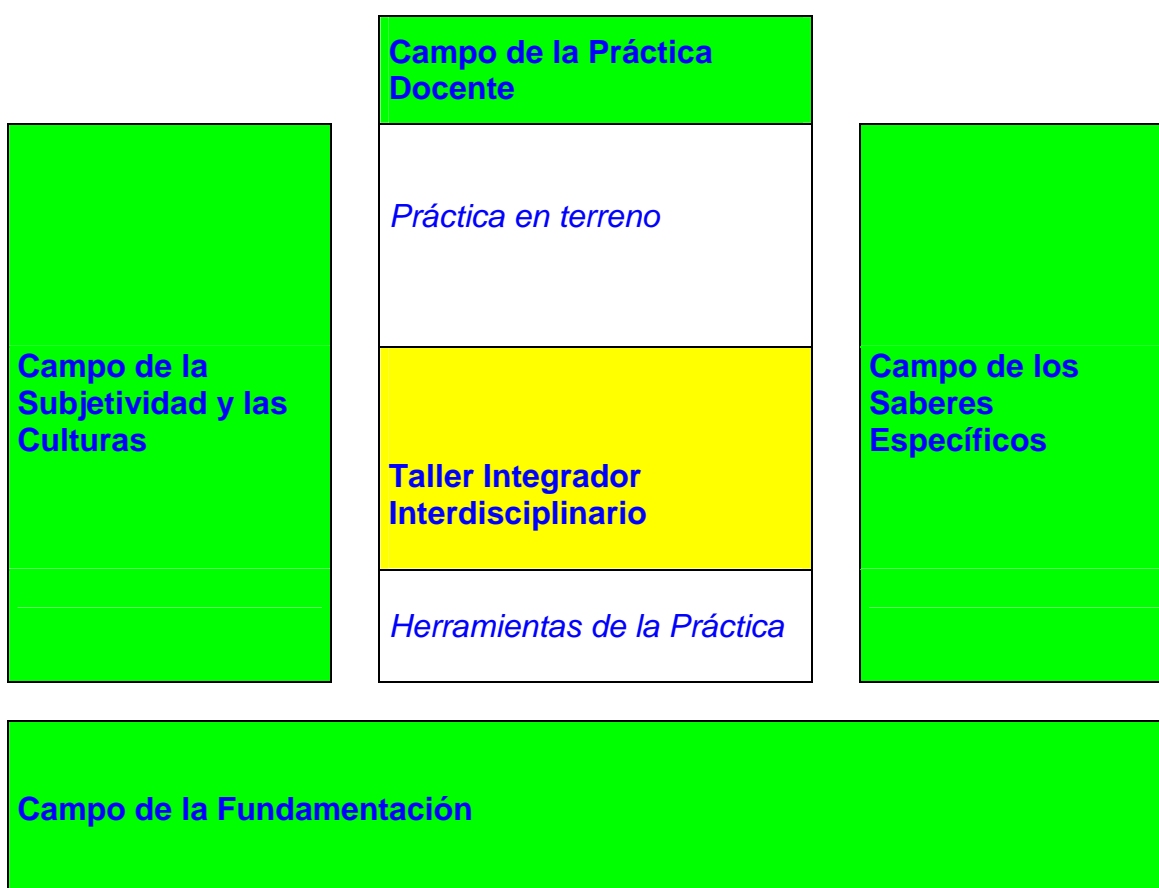 Campo de la Práctica
Docente
Práctica en terreno
Campo de la
Subjetividad y las
Culturas
Taller Integrador
Interdisciplinario
Campo de los
Saberes
Específicos
Herramientas de la Práctica
Campo de la Fundamentación